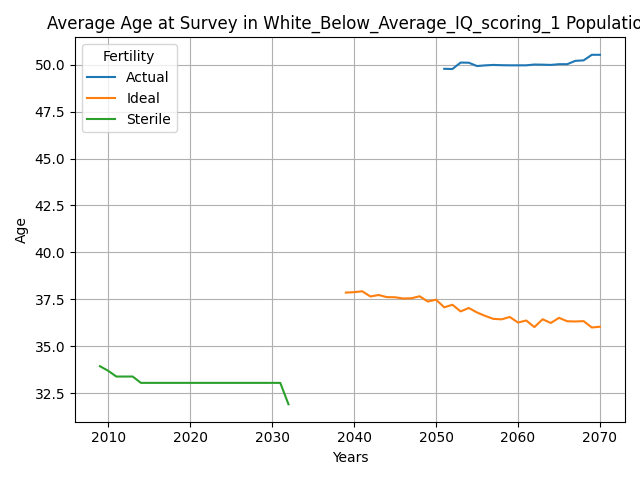 Average Age at Survey in White_Below_Average_IQ_scoring_1 Populatio
Fertility
Actual
Ideal
Sterile
Age
50.0
47.5
45.0
42.5
40.0
37.5
35.0
32.5
2010 2020 2030 2040 2050 2060 2070
Years